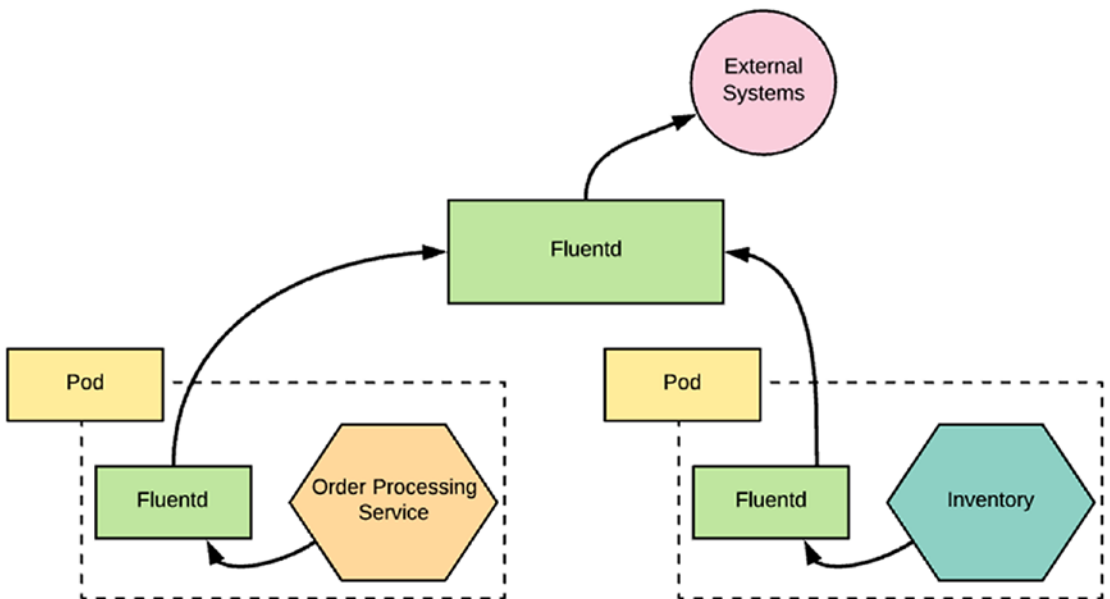 External
Systems
Fluentd
Pod
Pod
Fluentd
Order Processing
Service
Fluentd
Inventory